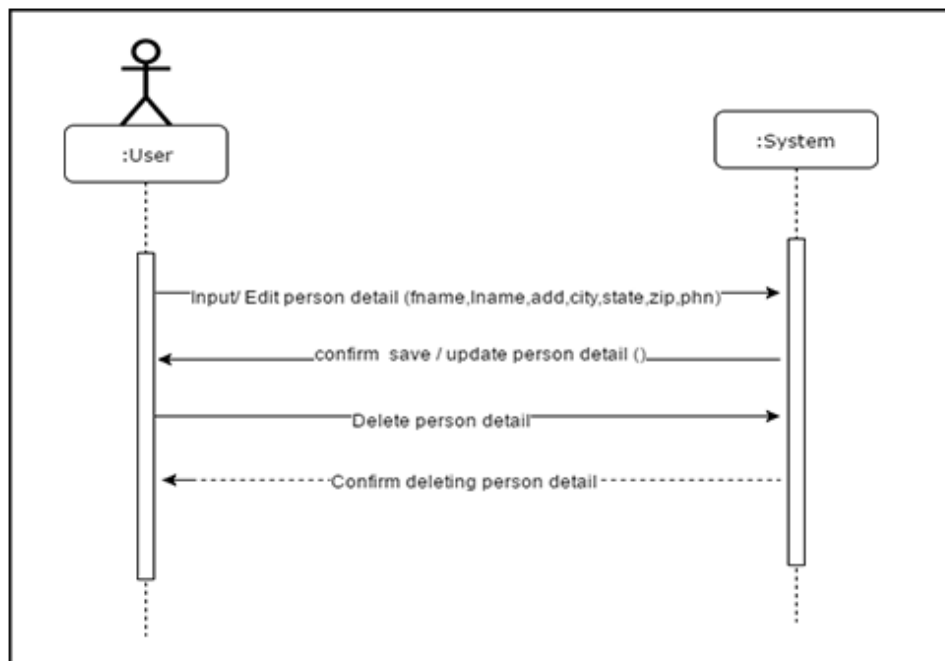 :User
:System
Input/ Edit person detail (fname,lname,add,city,state,zip,phn)
confirm save / update person detail ()
Delete person detail
Confirm deleting person detail